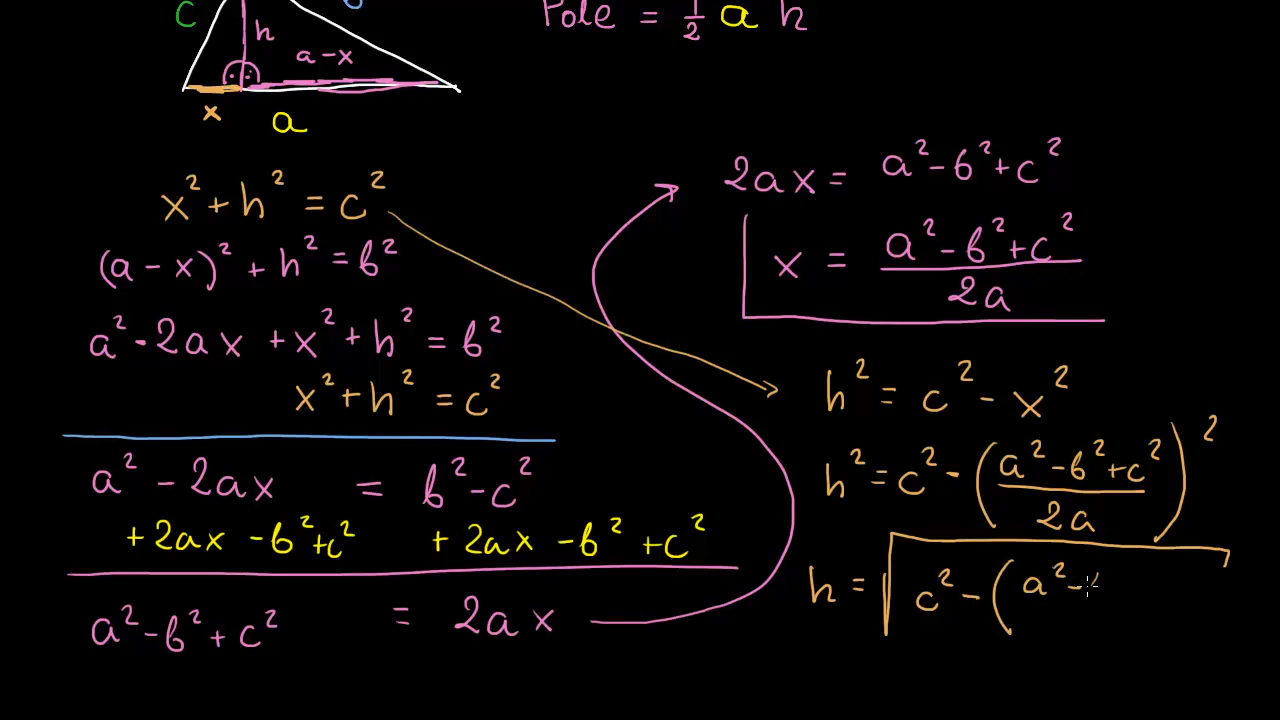 c
h
a-x
x
a
Pole = 1/2 a h
x² + h² = c²
(a - x)² + h² = b²
a² - 2ax + x² + h² = b²
x² + h² = c²
a² - 2ax = b² - c²
+ 2ax - b² + c² + 2ax - b² + c²
a² - b² + c² = 2ax
2ax = a² - b² + c²
x = (a² - b² + c²)/2a
h² = c² - x²
h² = c² - ((a² - b² + c²)/2a)²
h = √c² - (a² -